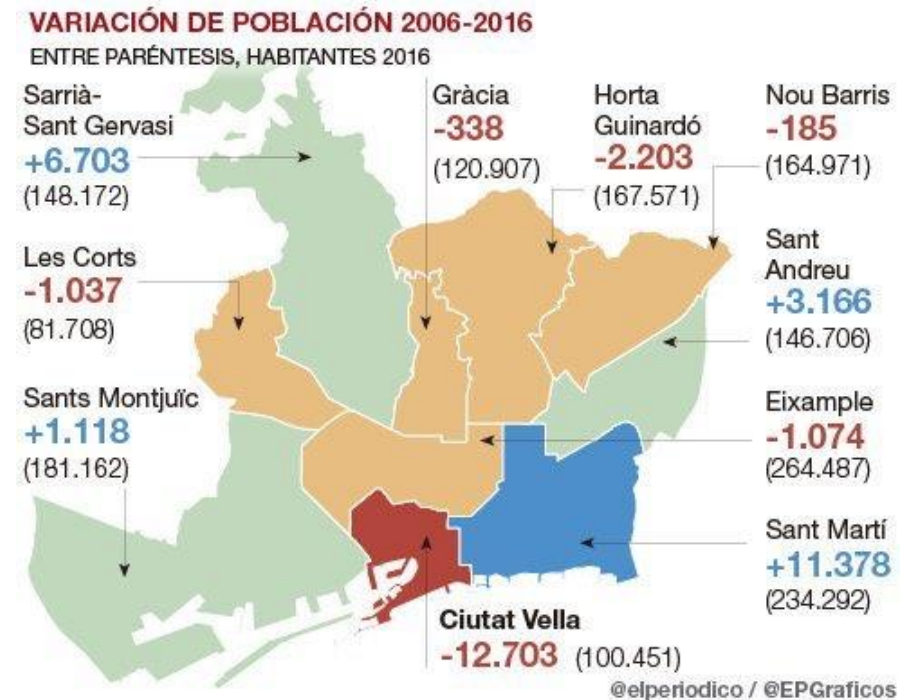 VARIACIÓN DE POBLACIÓN 2006-2016
ENTRE PARÉNTESIS, HABITANTES 2016
Sarrià-
Sant Gervasi
+6.703
(148.172)
Gràcia
-338
(120.907)
Horta
Guinardó
-2.203
(167.571)
Nou Barris
-185
(164.971)
Les Corts
-1.037
(81.708)
Sant
Andreu
+3.166
(146.706)
Sants Montjuïc
+1.118
(181.162)
Eixample
-1.074
(264.487)
Sant Martí
+11.378
(234.292)
Ciutat Vella
-12.703 (100.451)
@elperiodico / @EPGraficos